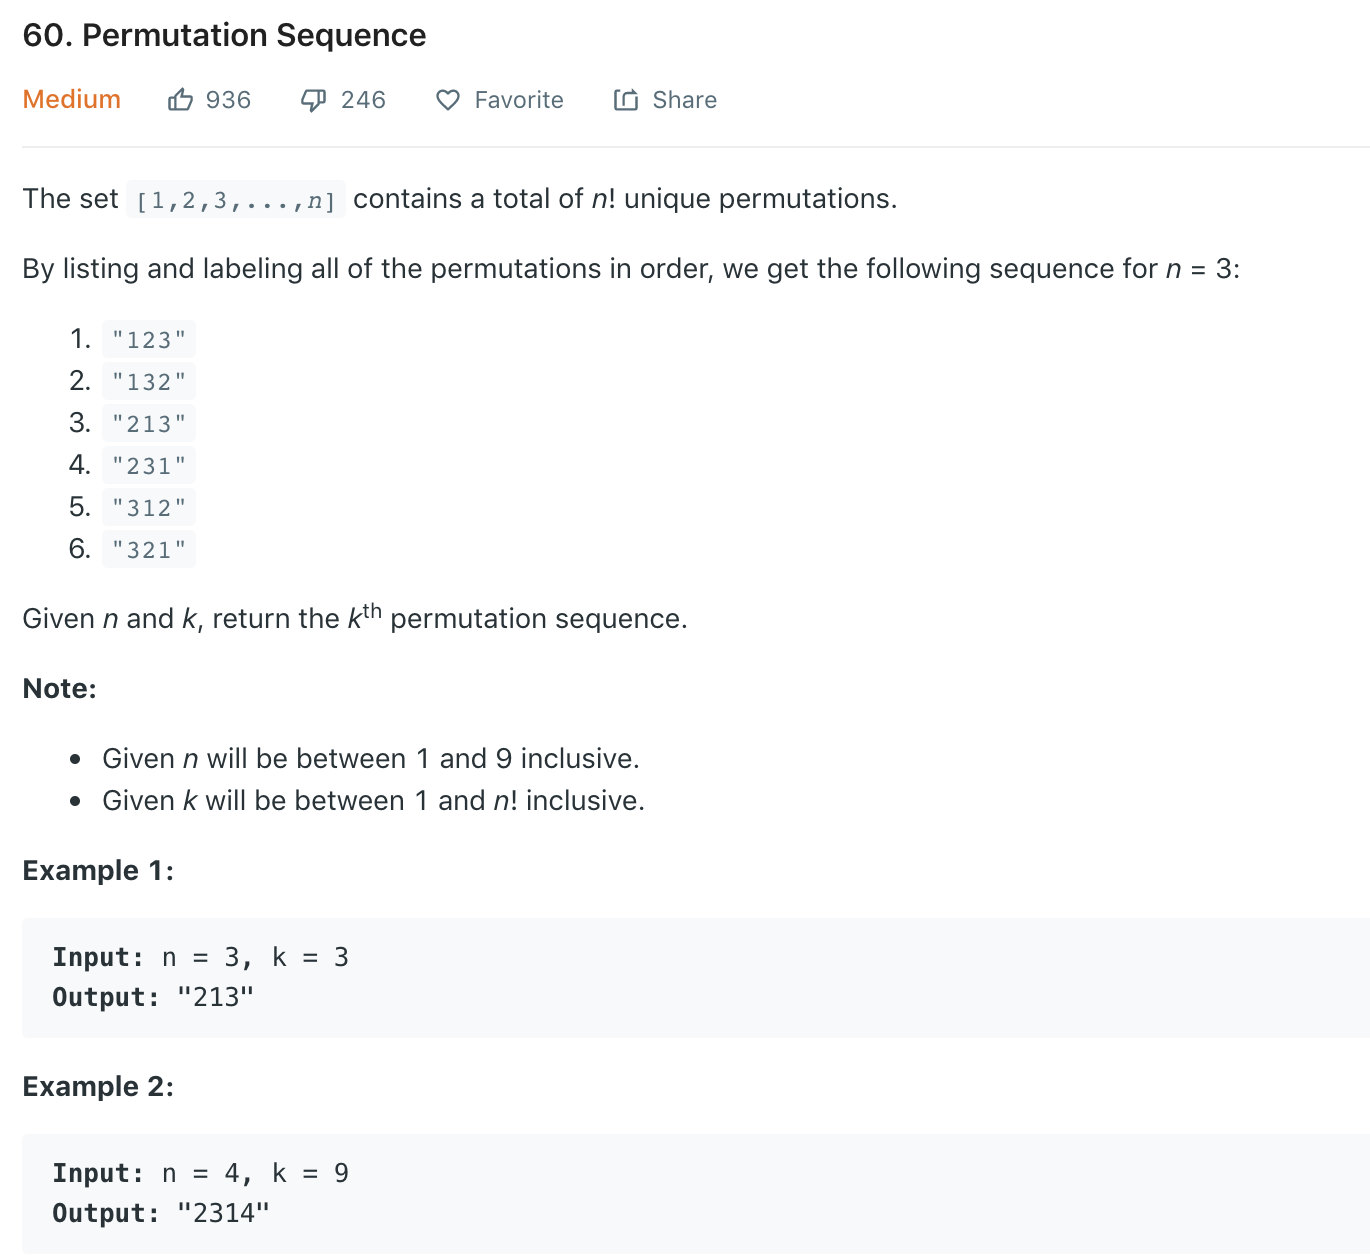 60. Permutation Sequence
Medium 936 246 Favorite Share
The set [1,2,3,...,n] contains a total of n! unique permutations.
By listing and labeling all of the permutations in order, we get the following sequence for n = 3:
1. "123"
2. "132"
3. "213"
4. "231"
5. "312"
6. "321"
Given n and k, return the kth permutation sequence.
Note:
• Given n will be between 1 and 9 inclusive.
• Given k will be between 1 and n! inclusive.
Example 1:
Input: n = 3, k = 3
Output: "213"
Example 2:
Input: n = 4, k = 9
Output: "2314"